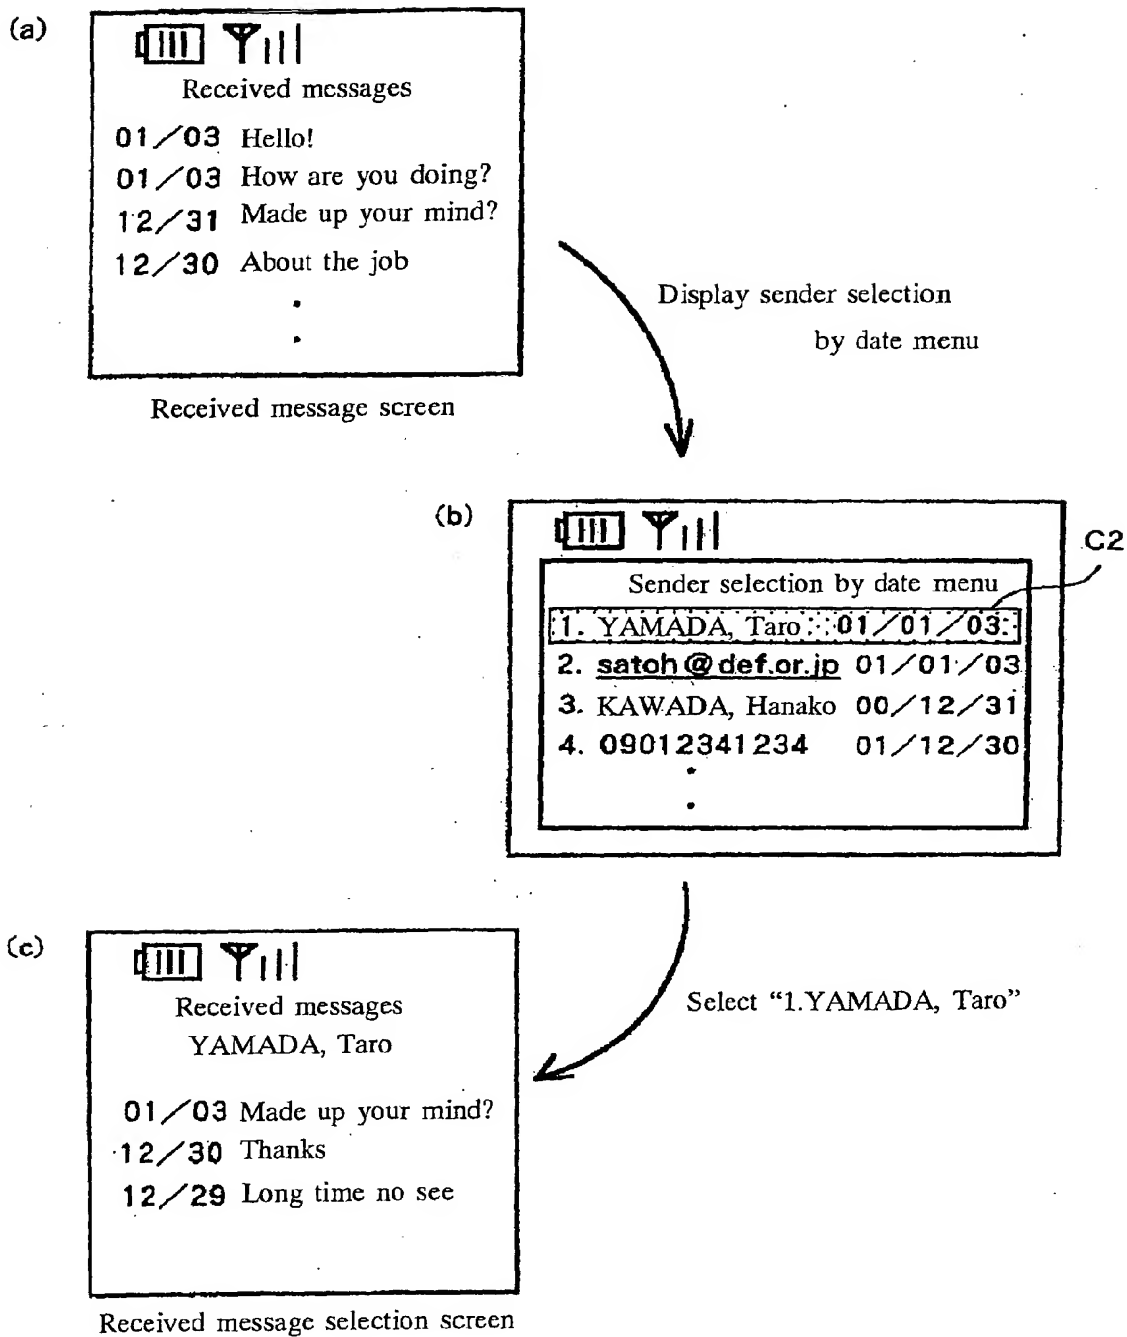 (a)
Received messages
01/03 Hello!
01/03 How are you doing?
12/31 Made up your mind?
12/30 About the job
Received message screen
Display sender selection
by date menu
(b)
C2
Sender selection by date menu
1. YAMADA, Taro 01/01/03
2. satoh@def.or.jp 01/01/03
3. KAWADA, Hanako 00/12/31
4. 09012341234 01/12/30
Select “1.YAMADA, Taro”
(c)
Received messages
YAMADA, Taro
01/03 Made up your mind?
12/30 Thanks
12/29 Long time no see
Received message selection screen